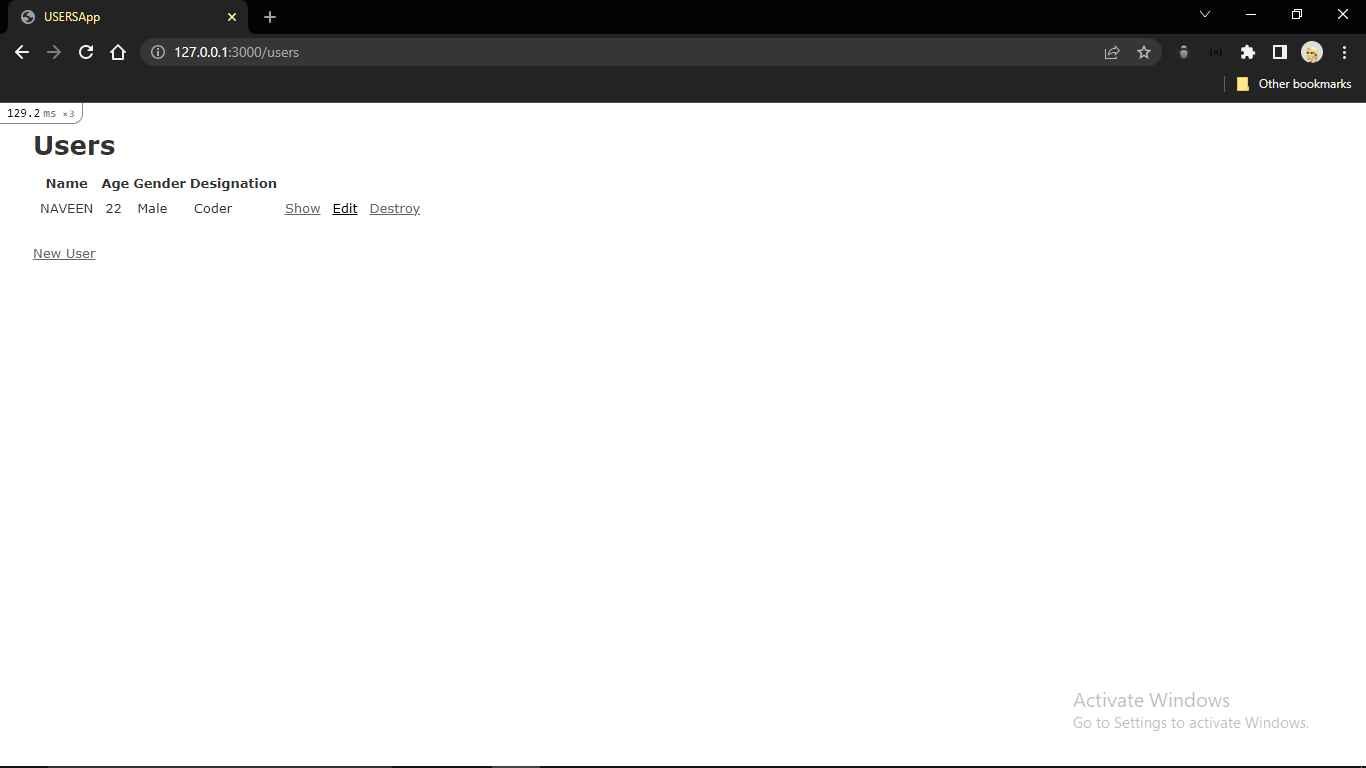 USERSApp
127.0.0.1:3000/users
Other bookmarks
129.2 ms ×3
Users
Name Age Gender Designation
NAVEEN 22 Male Coder Show Edit Destroy
New User
Activate Windows
Go to Settings to activate Windows.